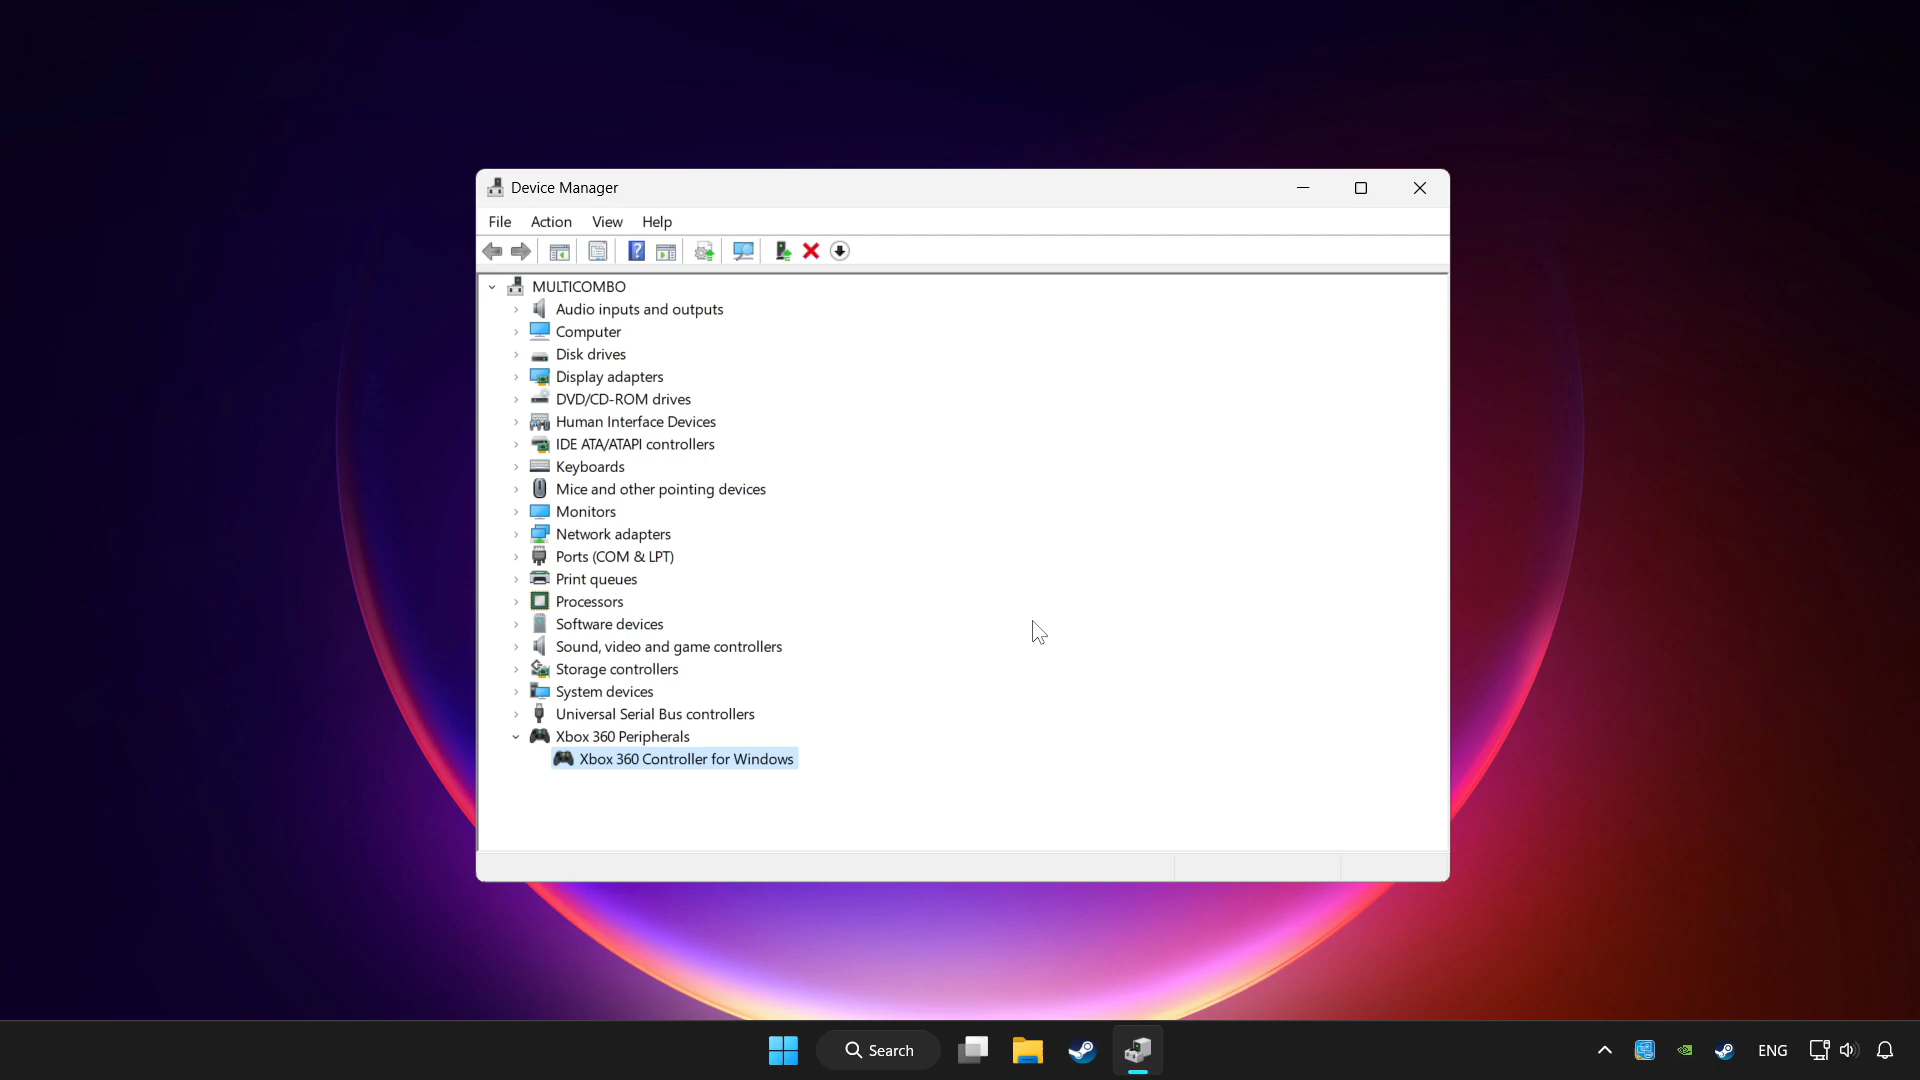 Device Manager
File Action View Help
MULTICOMBO
Audio inputs and outputs
Computer
Disk drives
Display adapters
DVD/CD-ROM drives
Human Interface Devices
IDE ATA/ATAPI controllers
Keyboards
Mice and other pointing devices
Monitors
Network adapters
Ports (COM & LPT)
Print queues
Processors
Software devices
Sound, video and game controllers
Storage controllers
System devices
Universal Serial Bus controllers
Xbox 360 Peripherals
Xbox 360 Controller for Windows
Search
ENG